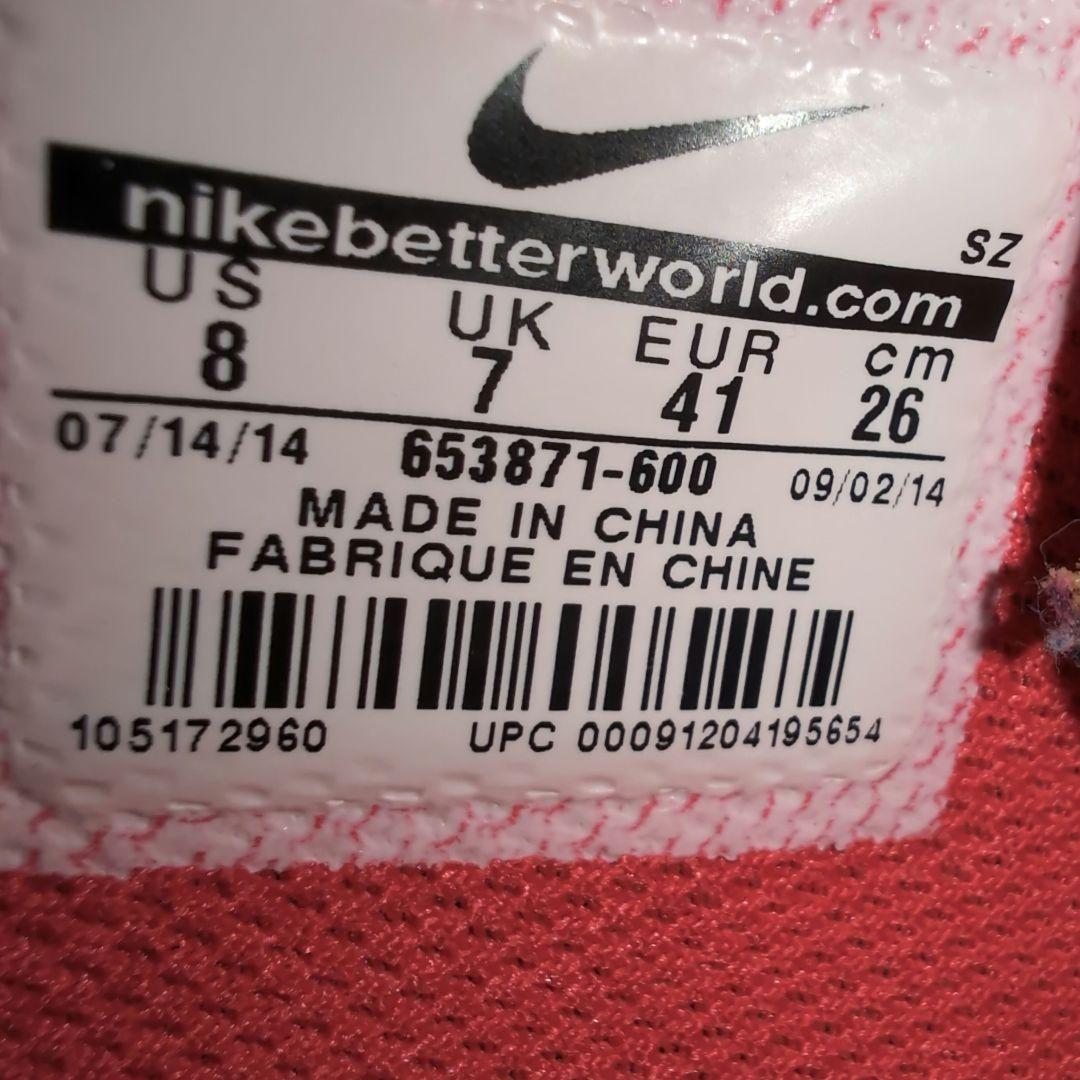 SZ
nikebetterworld.com
US UK EUR cm
8 7 41 26
07/14/14 653871-600 09/02/14
MADE IN CHINA
FABRIQUE EN CHINE
105172960 UPC 00091204195654